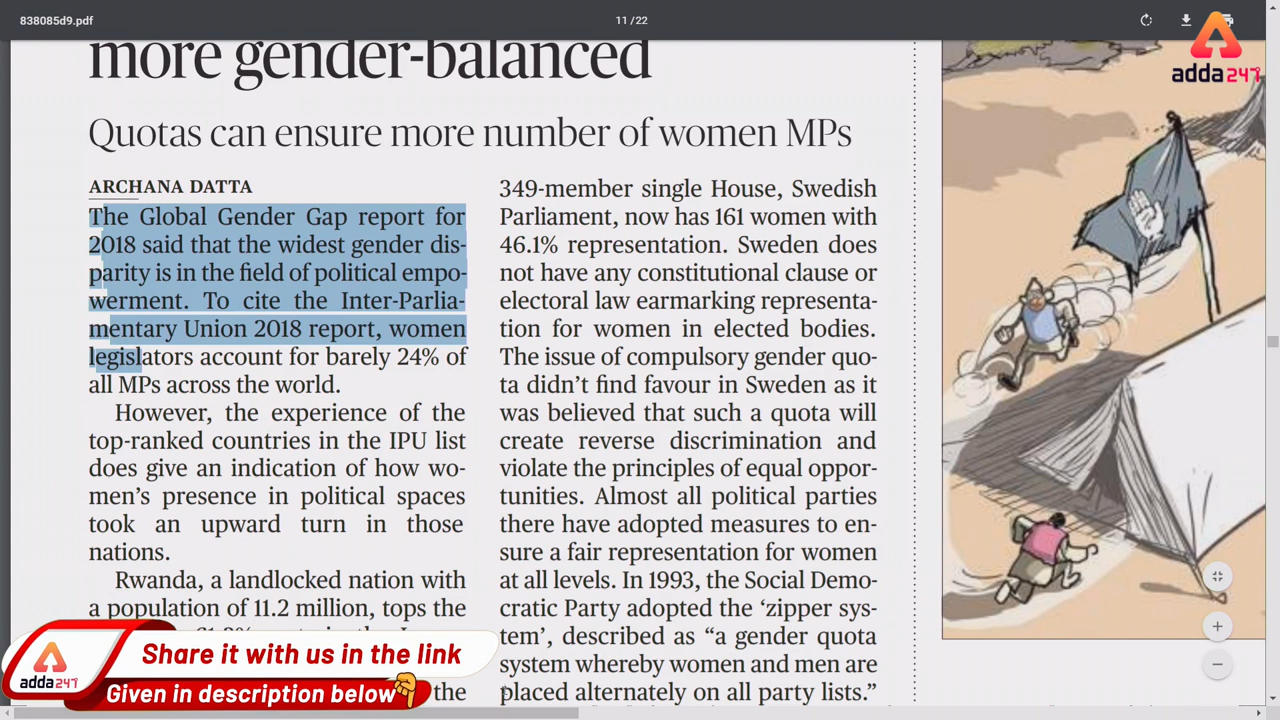 838085d9.pdf
11 / 22
adda247
more gender-balanced
Quotas can ensure more number of women MPs
ARCHANA DATTA
The Global Gender Gap report for
2018 said that the widest gender dis-
parity is in the field of political empo-
werment. To cite the Inter-Parlia-
mentary Union 2018 report, women
legislators account for barely 24% of
all MPs across the world.
However, the experience of the
top-ranked countries in the IPU list
does give an indication of how wo-
men's presence in political spaces
took an upward turn in those
nations.
Rwanda, a landlocked nation with
a population of 11.2 million, tops the
the
349-member single House, Swedish
Parliament, now has 161 women with
46.1% representation. Sweden does
not have any constitutional clause or
electoral law earmarking representa-
tion for women in elected bodies.
The issue of compulsory gender quo-
ta didn't find favour in Sweden as it
was believed that such a quota will
create reverse discrimination and
violate the principles of equal oppor-
tunities. Almost all political parties
there have adopted measures to en-
sure a fair representation for women
at all levels. In 1993, the Social Demo-
cratic Party adopted the ‘zipper sys-
tem’, described as “a gender quota
system whereby women and men are
placed alternately on all party lists.”
adda247
Share it with us in the link
Given in description below